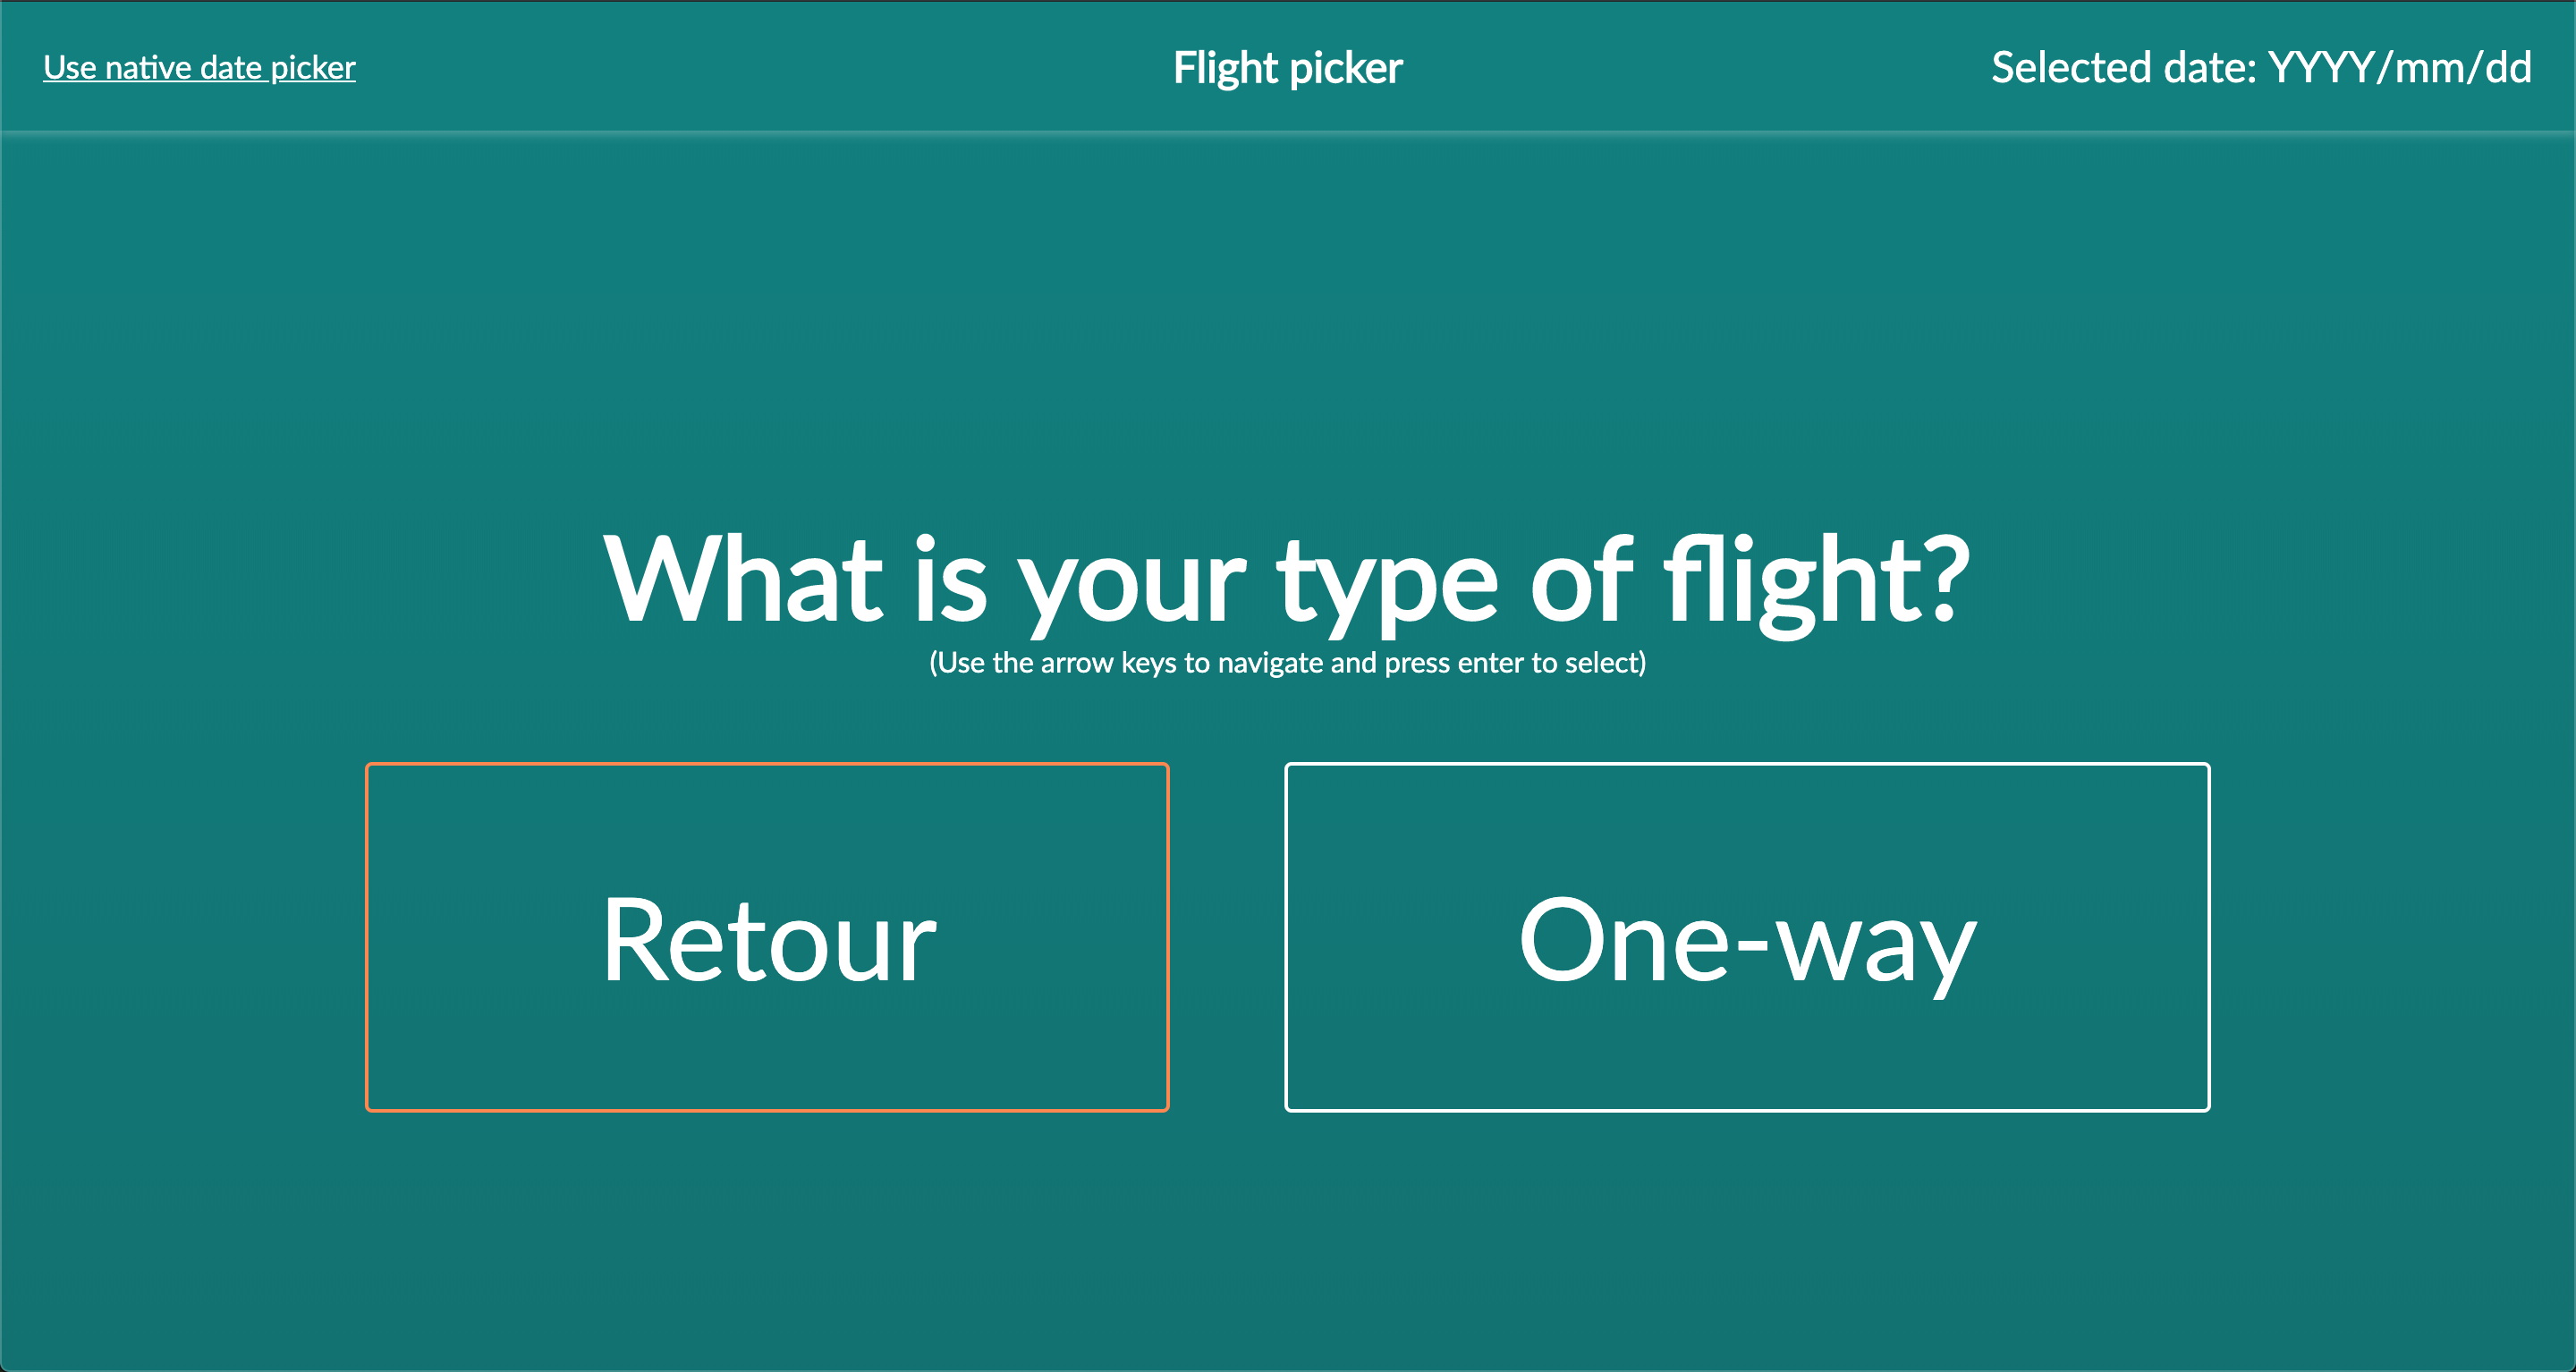 Use native date picker
Flight picker
Selected date: YYYY/mm/dd
What is your type of flight?
(Use the arrow keys to navigate and press enter to select)
Retour
One-way